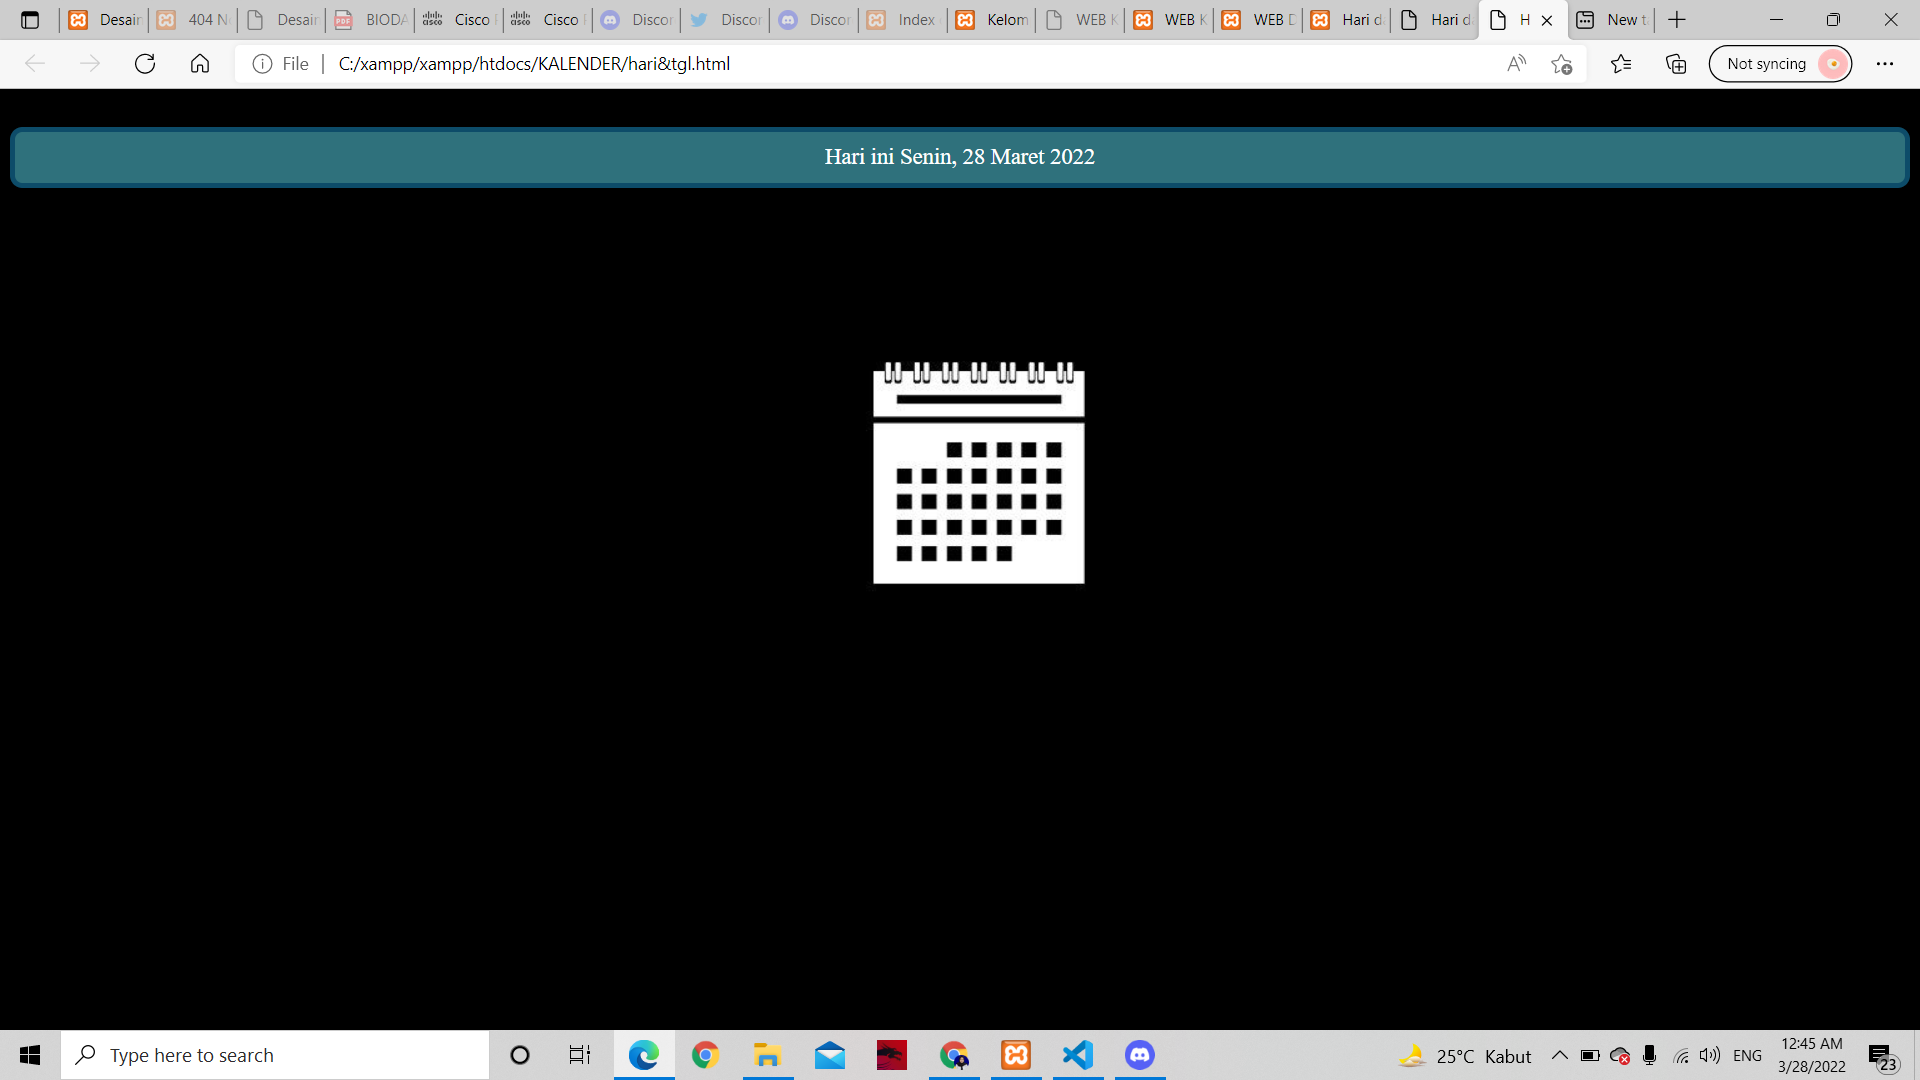 Desain
404 N
Desain
BIODA
Cisco
Cisco
Discor
Discor
Discor
Index
Kelom
WEB K
WEB K
WEB D
Hari d
Hari d
H
New t
File
C:/xampp/xampp/htdocs/KALENDER/hari&tgl.html
Not syncing
Hari ini Senin, 28 Maret 2022
Type here to search
25°C Kabut
ENG
12:45 AM
3/28/2022
23